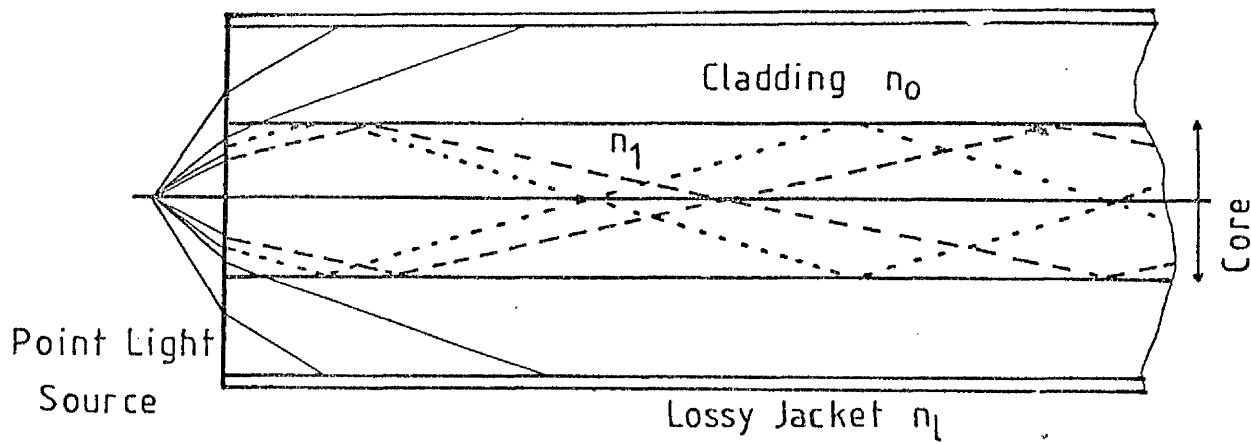 Cladding n₀
n₁
Core
Point Light
Source
Lossy Jacket nₗ